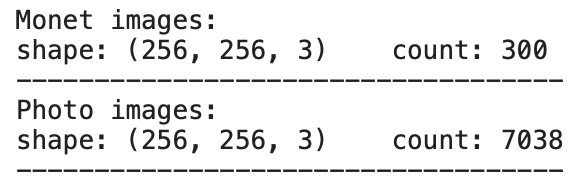 Monet images:
shape: (256, 256, 3)    count: 300
-----------------------------------
Photo images:
shape: (256, 256, 3)    count: 7038
-----------------------------------